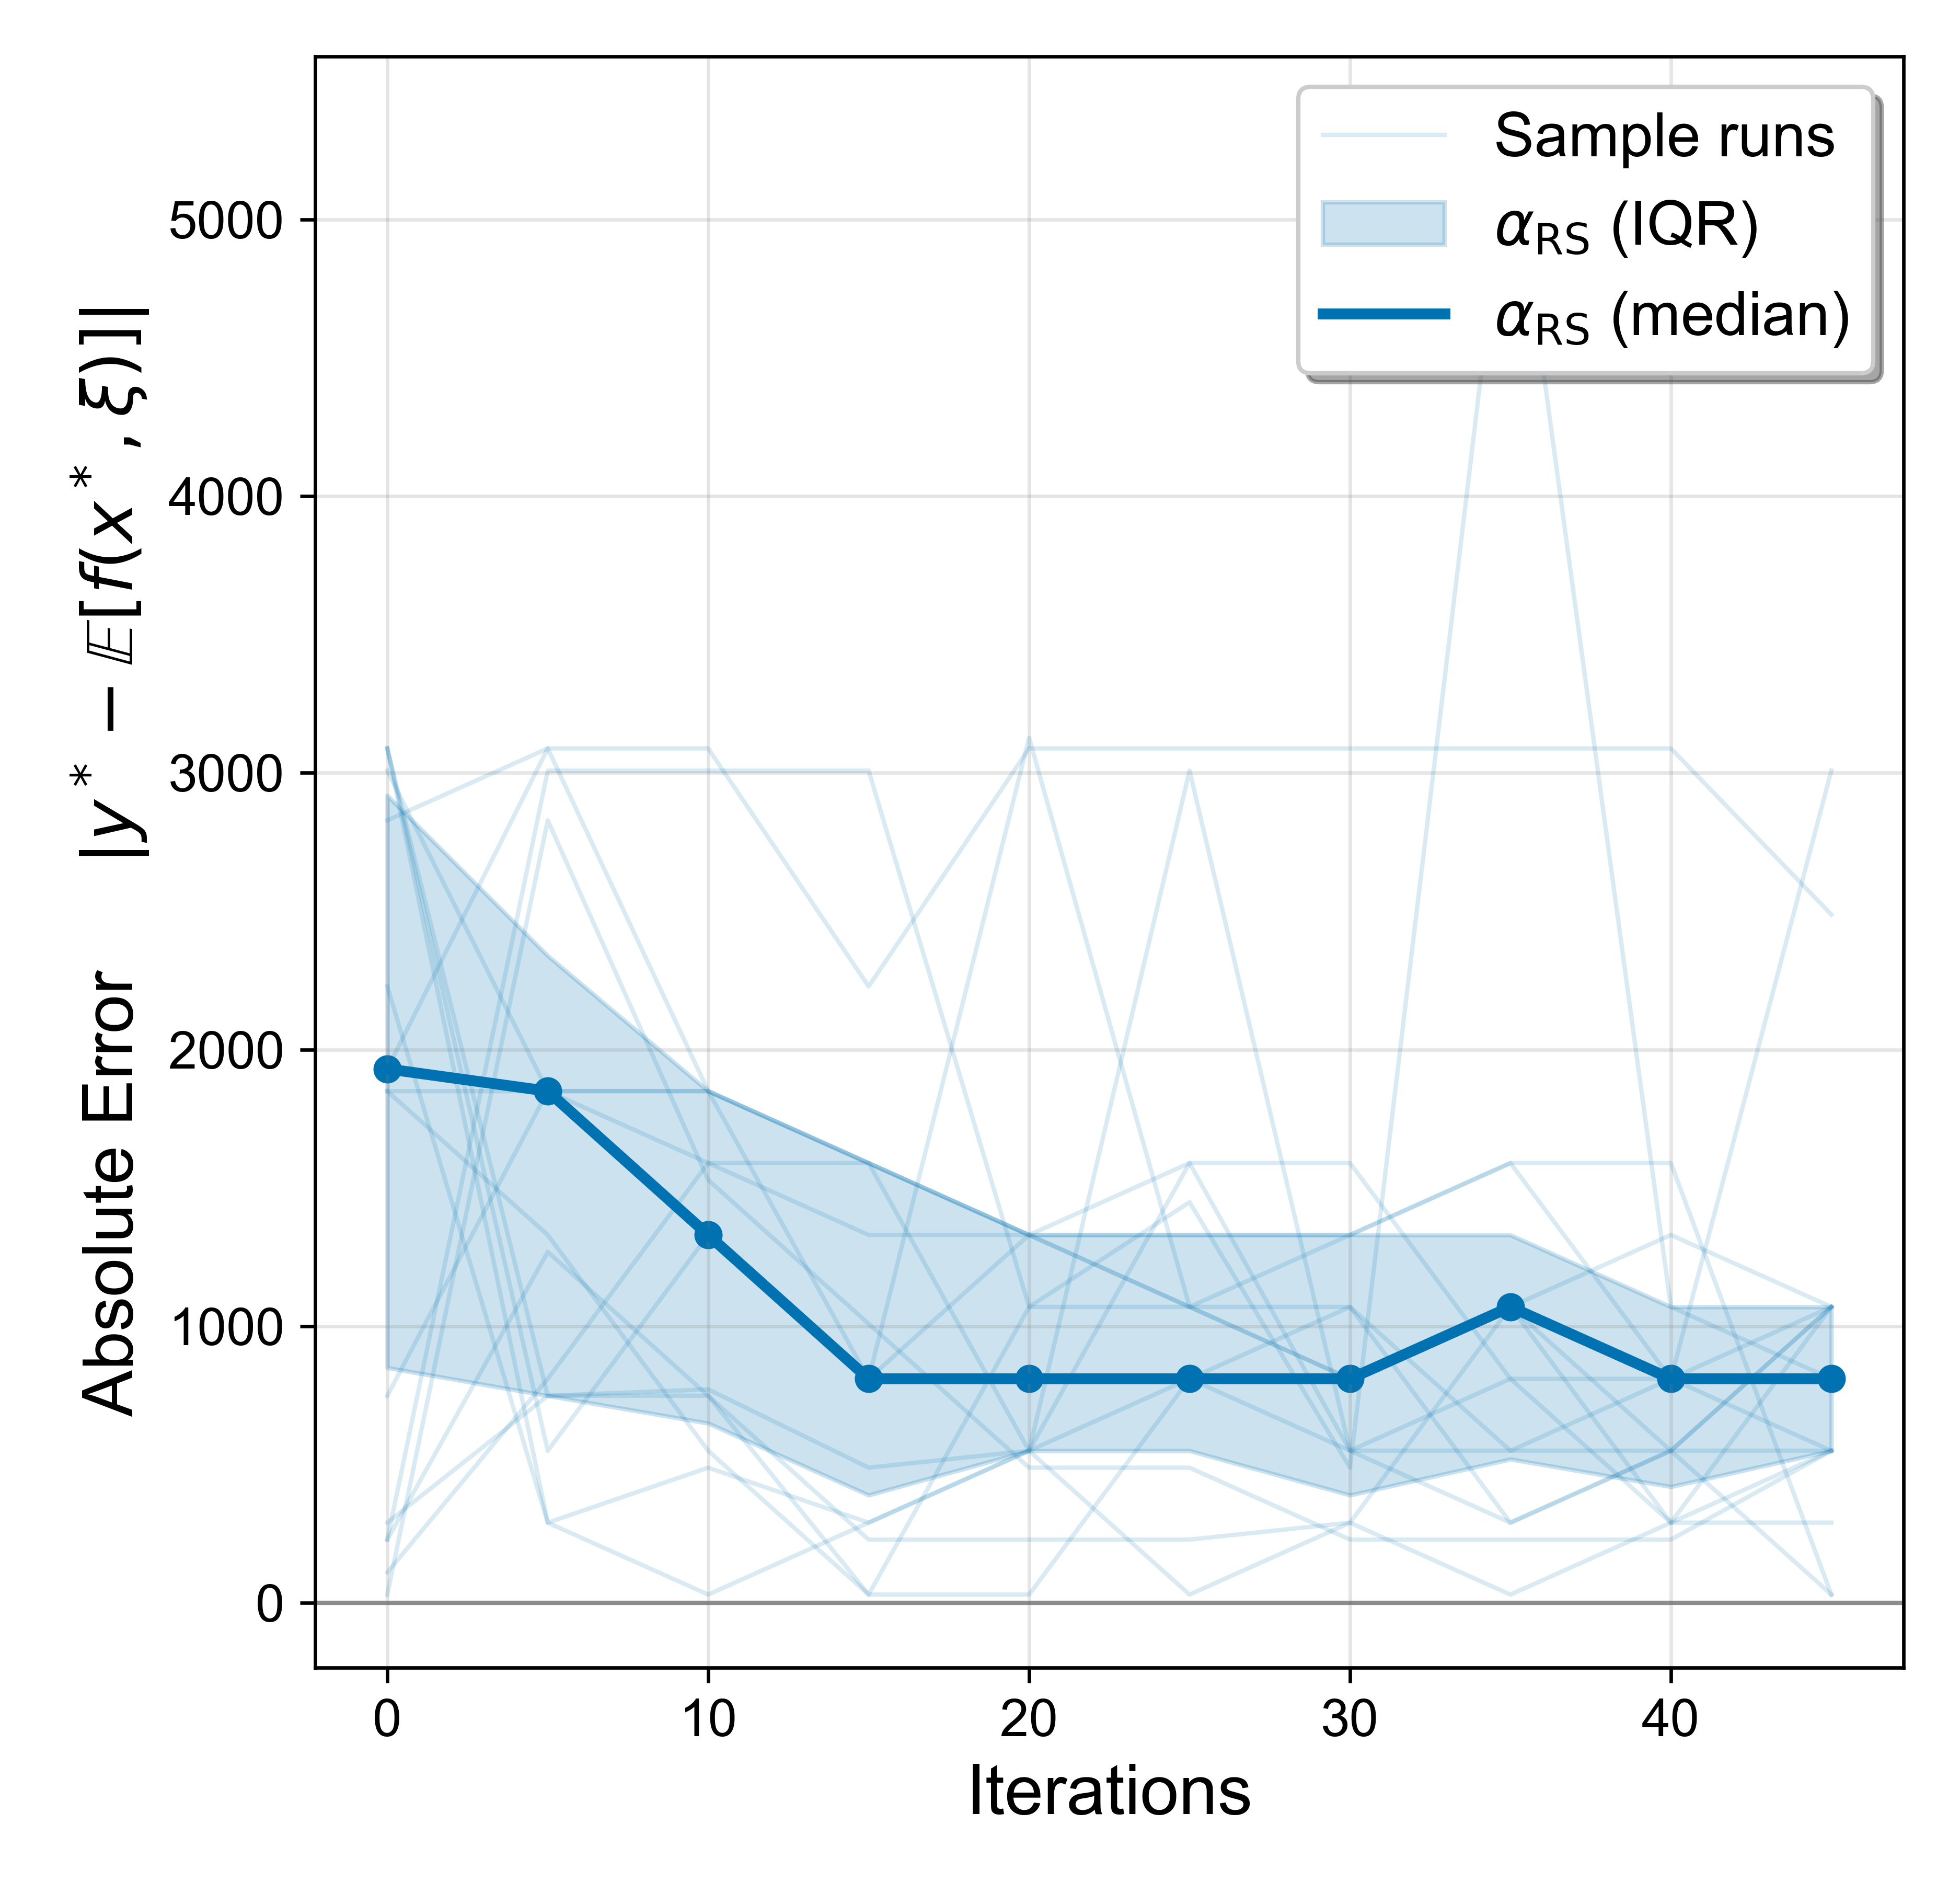 Sample runs
α_RS (IQR)
α_RS (median)
5000
4000
3000
2000
1000
0
Absolute Error |y* − 𝔼[f(x*, ξ)]|
0 10 20 30 40
Iterations